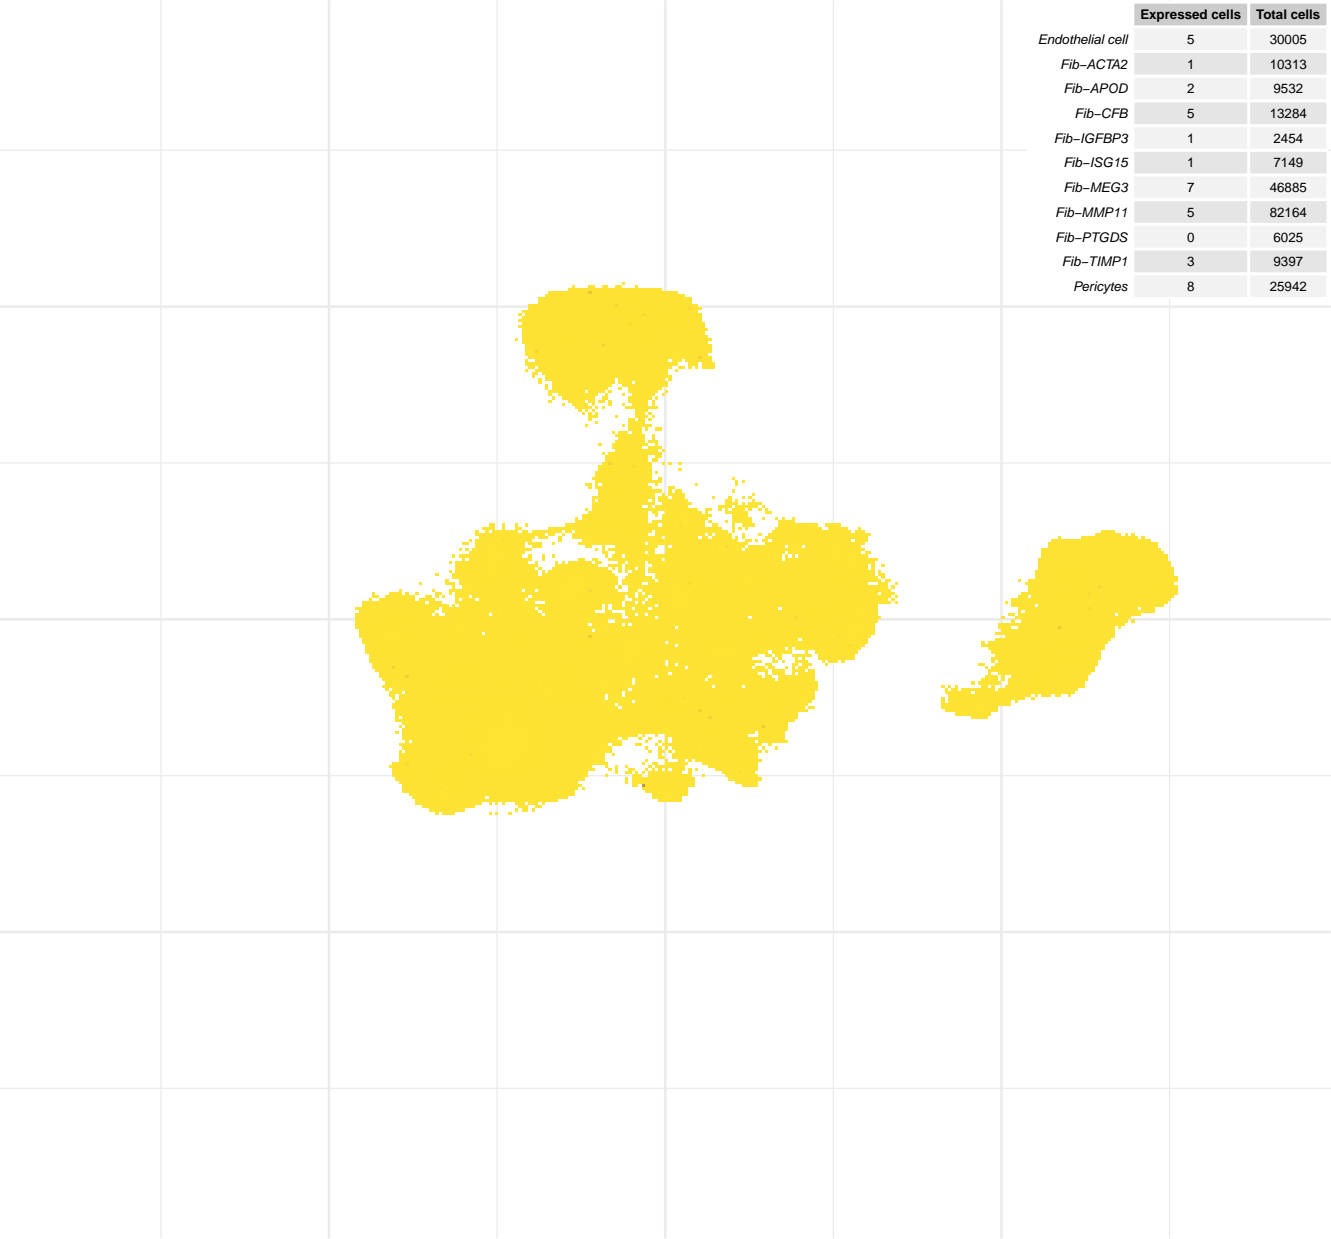 Expressed cells Total cells
Endothelial cell 5 30005
Fib−ACTA2 1 10313
Fib−APOD 2 9532
Fib−CFB 5 13284
Fib−IGFBP3 1 2454
Fib−ISG15 1 7149
Fib−MEG3 7 46885
Fib−MMP11 5 82164
Fib−PTGDS 0 6025
Fib−TIMP1 3 9397
Pericytes 8 25942